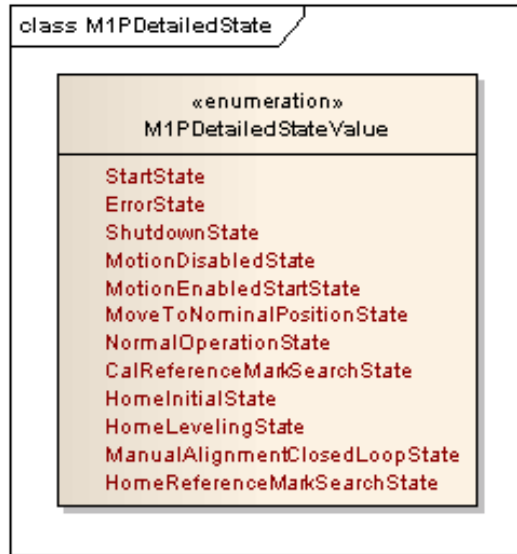 class M1PDetailedState
«enumeration»
M1PDetailedStateValue
StartState
ErrorState
ShutdownState
MotionDisabledState
MotionEnabledStartState
MoveToNominalPositionState
NormalOperationState
CalReferenceMarkSearchState
HomeInitialState
HomeLevelingState
ManualAlignmentClosedLoopState
HomeReferenceMarkSearchState